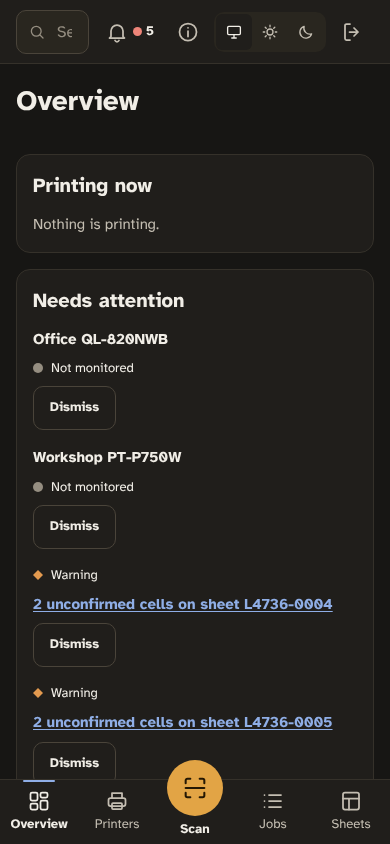 Se
5
Overview
Printing now
Nothing is printing.
Needs attention
Office QL-820NWB
Not monitored
Dismiss
Workshop PT-P750W
Not monitored
Dismiss
Warning
2 unconfirmed cells on sheet L4736-0004
Dismiss
Warning
2 unconfirmed cells on sheet L4736-0005
Dismiss
Overview
Printers
Scan
Jobs
Sheets